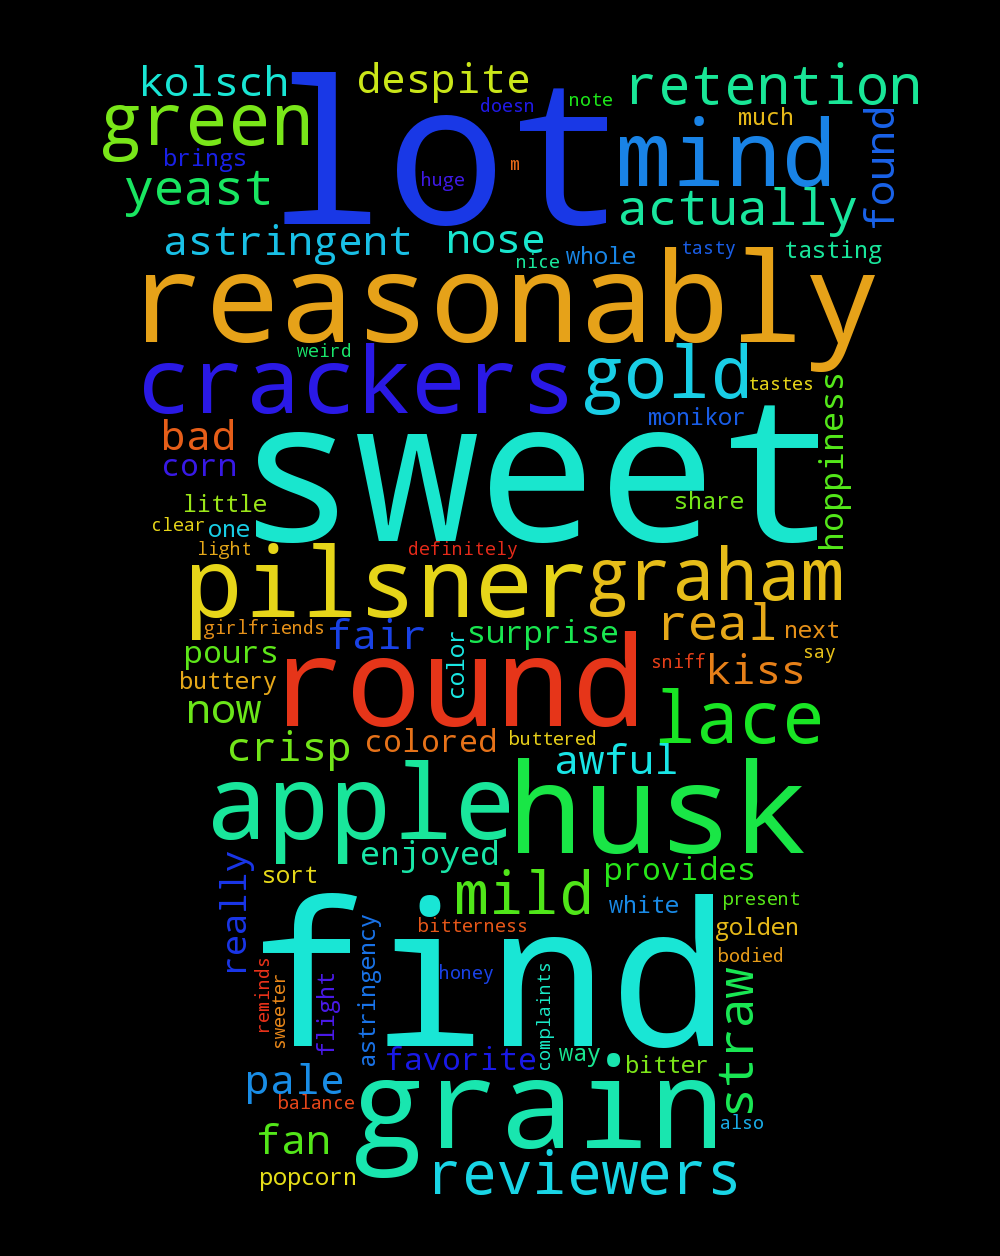 kolsch
despite
retention
green
lot
doesn
note
much
mind
found
brings
huge
m
yeast
actually
astringent
nose
nice
whole
tasty
tasting
reasonably
weird
crackers
gold
tastes
monikor
hoppiness
bad
corn
sweet
share
little
clear
one
light
definitely
pilsner
graham
girlfriends
fair
surprise
real
next
pours
color
say
sniff
kiss
buttery
round
now
lace
crisp
colored
buttered
awful
apple
husk
enjoyed
provides
really
sort
mild
white
present
find
bitterness
golden
bodied
reminds
sweeter
flight
astringency
honey
complaints
straw
favorite
way
bitter
pale
balance
grain
also
fan
popcorn
reviewers